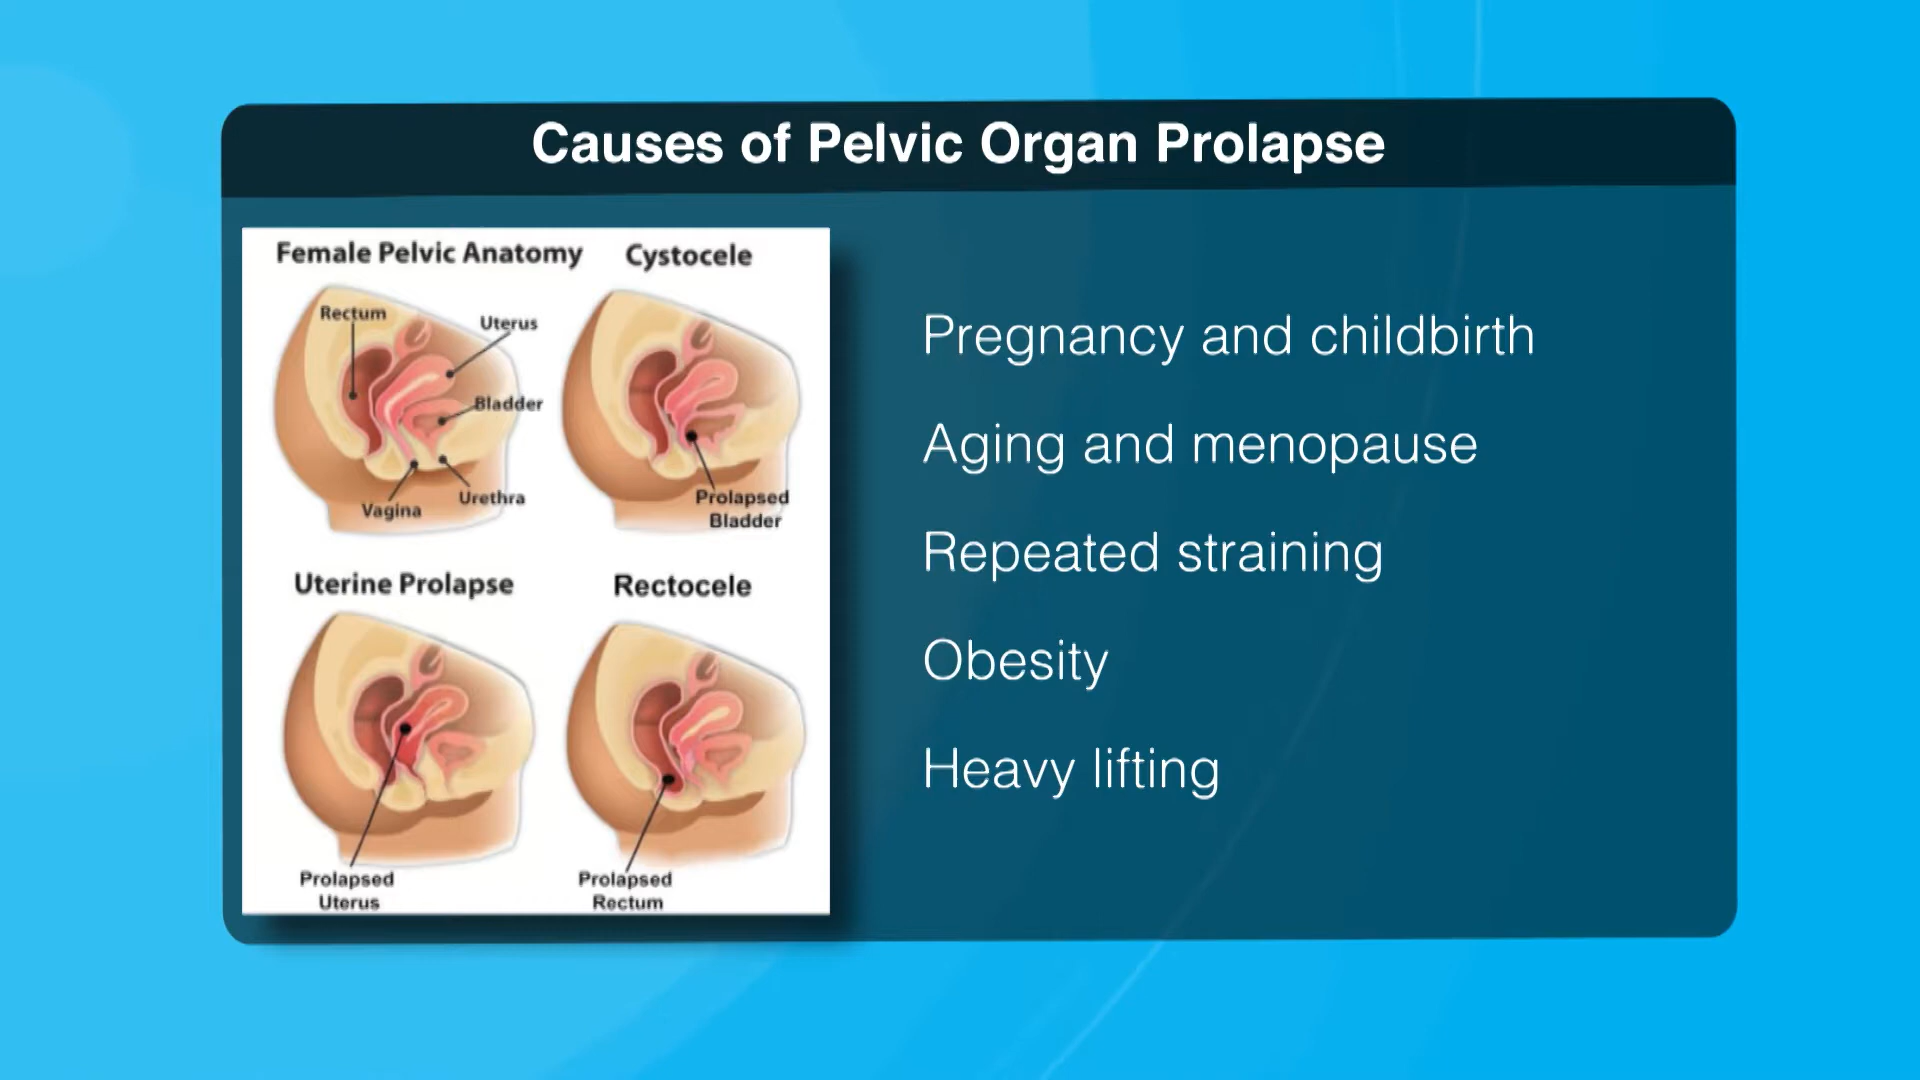 Causes of Pelvic Organ Prolapse
Female Pelvic Anatomy
Rectum
Uterus
Bladder
Urethra
Vagina
Cystocele
Prolapsed
Bladder
Uterine Prolapse
Prolapsed
Uterus
Rectocele
Prolapsed
Rectum
Pregnancy and childbirth
Aging and menopause
Repeated straining
Obesity
Heavy lifting